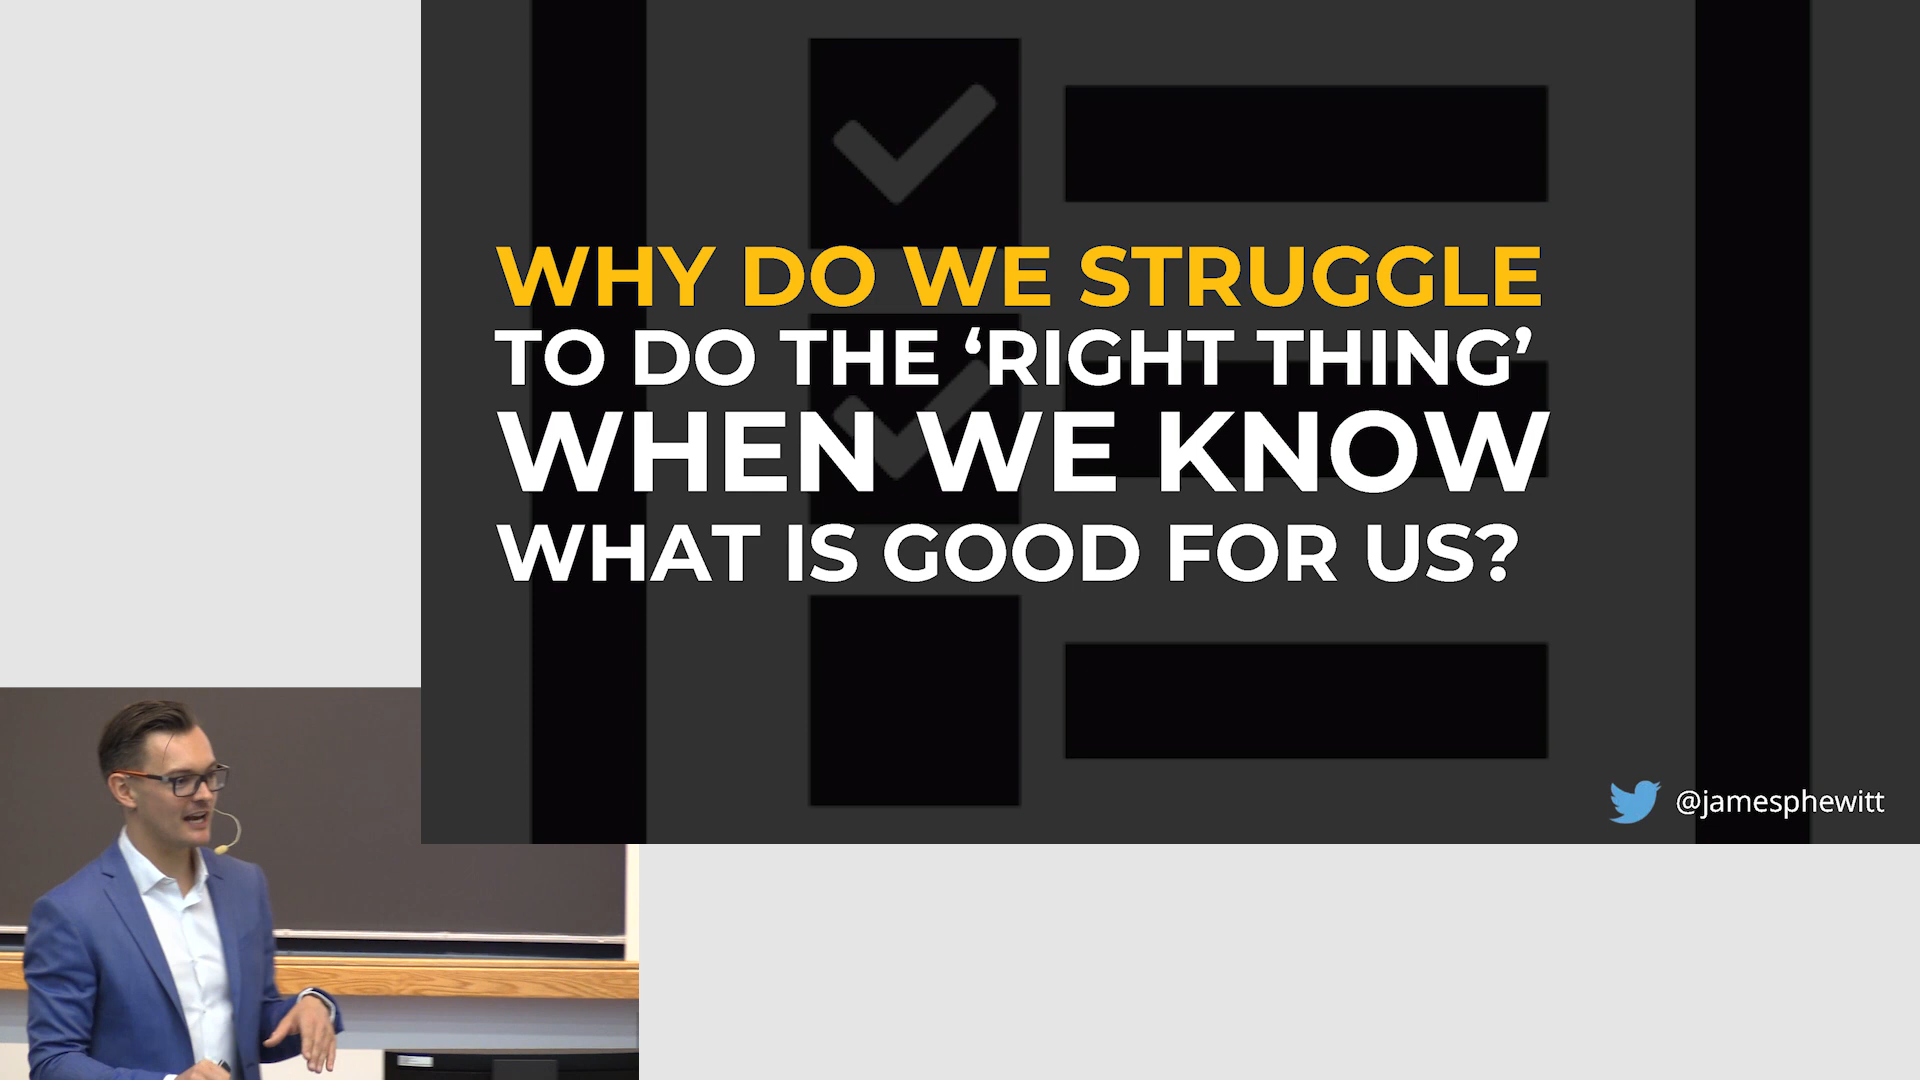 WHY DO WE STRUGGLE
TO DO THE ‘RIGHT THING’
WHEN WE KNOW
WHAT IS GOOD FOR US?
@jamesphewitt